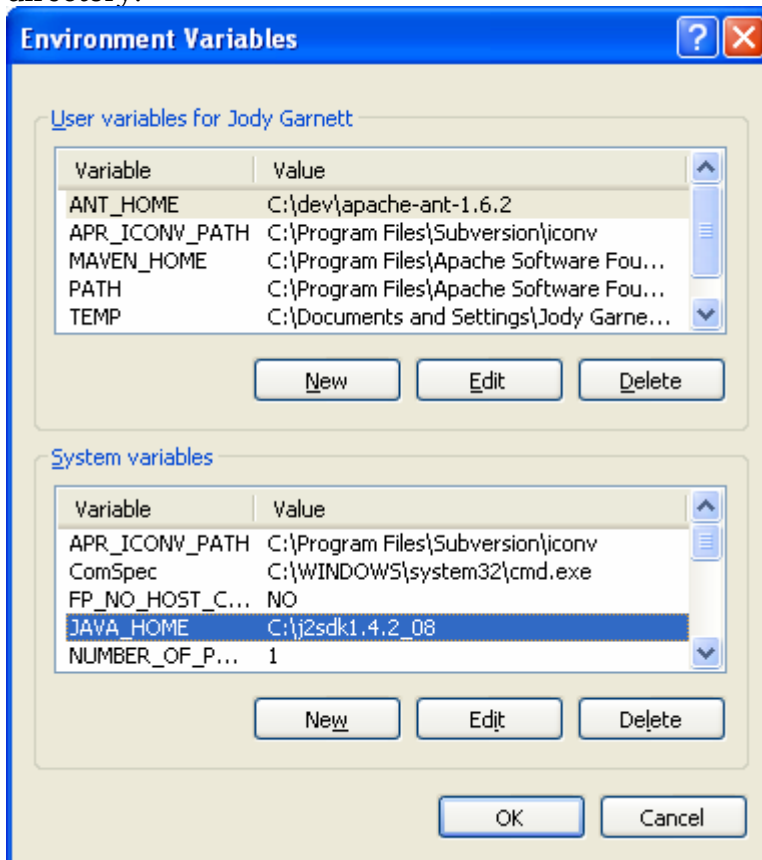 Environment Variables
User variables for Jody Garnett
Variable Value
ANT_HOME C:\dev\apache-ant-1.6.2
APR_ICONV_PATH C:\Program Files\Subversion\iconv
MAVEN_HOME C:\Program Files\Apache Software Fou...
PATH C:\Program Files\Apache Software Fou...
TEMP C:\Documents and Settings\Jody Garne...
New Edit Delete
System variables
Variable Value
APR_ICONV_PATH C:\Program Files\Subversion\iconv
ComSpec C:\WINDOWS\system32\cmd.exe
FP_NO_HOST_C... NO
JAVA_HOME C:\j2sdk1.4.2_08
NUMBER_OF_P... 1
New Edit Delete
OK Cancel